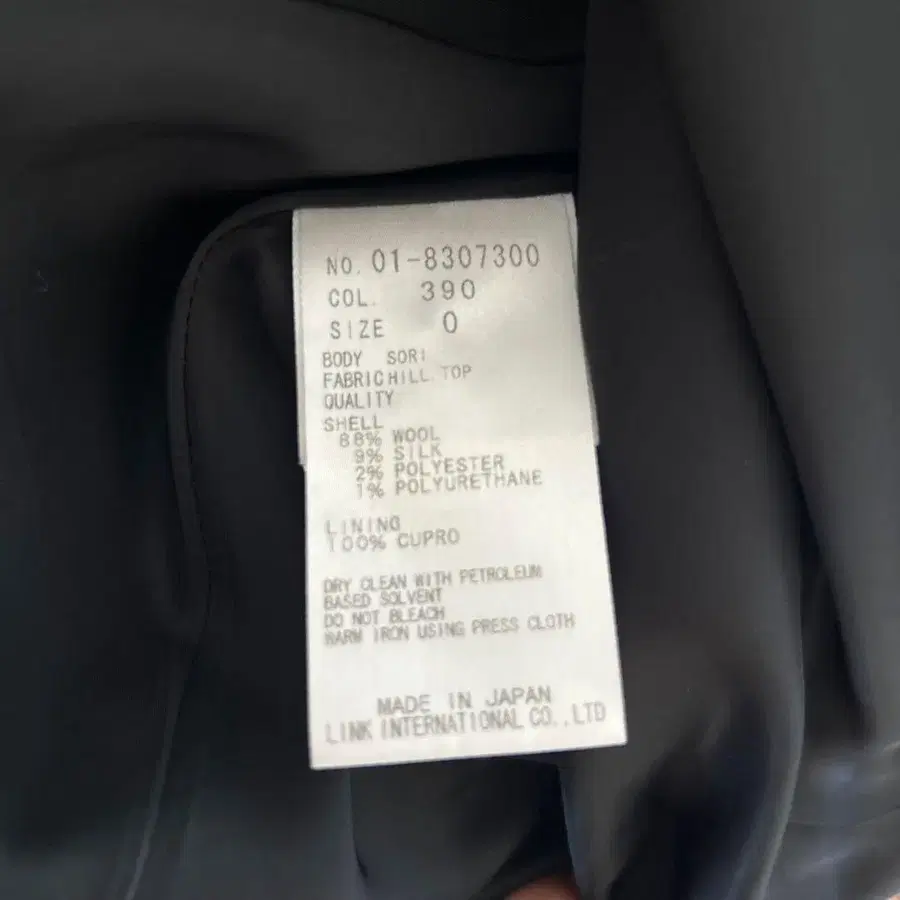 NO. 01-8307300
COL. 390
SIZE 0
BODY SORI
FABRIC HILL.TOP
QUALITY
SHELL
88% WOOL
9% SILK
2% POLYESTER
1% POLYURETHANE
LINING
100% CUPRO
DRY CLEAN WITH PETROLEUM
BASED SOLVENT
DO NOT BLEACH
WARM IRON USING PRESS CLOTH
MADE IN JAPAN
LINK INTERNATIONAL CO.,LTD